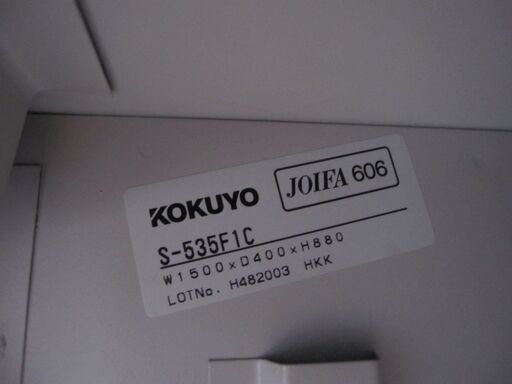 KOKUYO JOIFA 606
S-535F1C
W1500×D400×H880
LOTNo. H482003 HKK